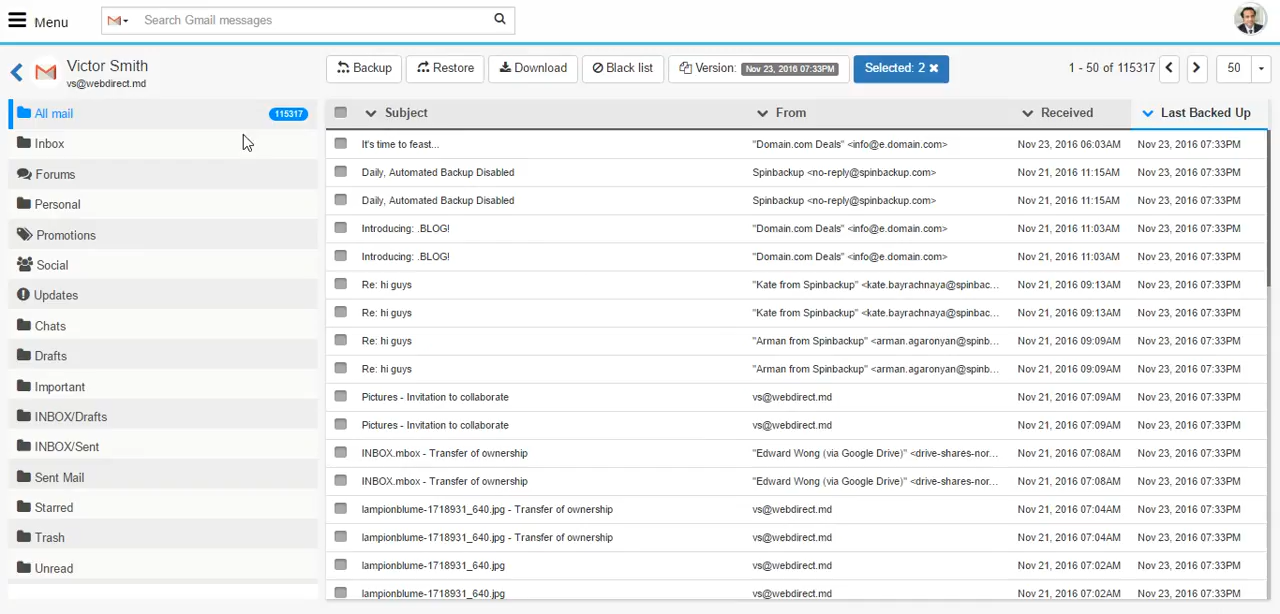 Menu
Search Gmail messages
Victor Smith
vs@webdirect.md
Backup Restore Download Black list Version: Nov 23, 2016 07:33PM Selected: 2 ✖ 1 - 50 of 115317 50
All mail 115317
Inbox
Forums
Personal
Promotions
Social
Updates
Chats
Drafts
Important
INBOX/Drafts
INBOX/Sent
Sent Mail
Starred
Trash
Unread
Subject From Received Last Backed Up
It's time to feast... "Domain.com Deals" <info@e.domain.com> Nov 23, 2016 06:03AM Nov 23, 2016 07:33PM
Daily, Automated Backup Disabled Spinbackup <no-reply@spinbackup.com> Nov 21, 2016 11:15AM Nov 23, 2016 07:33PM
Daily, Automated Backup Disabled Spinbackup <no-reply@spinbackup.com> Nov 21, 2016 11:15AM Nov 23, 2016 07:33PM
Introducing: .BLOG! "Domain.com Deals" <info@e.domain.com> Nov 21, 2016 11:03AM Nov 23, 2016 07:33PM
Introducing: .BLOG! "Domain.com Deals" <info@e.domain.com> Nov 21, 2016 11:03AM Nov 23, 2016 07:33PM
Re: hi guys "Kate from Spinbackup" <kate.bayrachnaya@spinbac... Nov 21, 2016 09:13AM Nov 23, 2016 07:33PM
Re: hi guys "Kate from Spinbackup" <kate.bayrachnaya@spinbac... Nov 21, 2016 09:13AM Nov 23, 2016 07:33PM
Re: hi guys "Arman from Spinbackup" <arman.agaronyan@spinb... Nov 21, 2016 09:09AM Nov 23, 2016 07:33PM
Re: hi guys "Arman from Spinbackup" <arman.agaronyan@spinb... Nov 21, 2016 09:09AM Nov 23, 2016 07:33PM
Pictures - Invitation to collaborate vs@webdirect.md Nov 21, 2016 07:09AM Nov 23, 2016 07:33PM
Pictures - Invitation to collaborate vs@webdirect.md Nov 21, 2016 07:09AM Nov 23, 2016 07:33PM
INBOX.mbox - Transfer of ownership "Edward Wong (via Google Drive)" <drive-shares-nor... Nov 21, 2016 07:08AM Nov 23, 2016 07:33PM
INBOX.mbox - Transfer of ownership "Edward Wong (via Google Drive)" <drive-shares-nor... Nov 21, 2016 07:08AM Nov 23, 2016 07:33PM
lampionblume-1718931_640.jpg - Transfer of ownership vs@webdirect.md Nov 21, 2016 07:04AM Nov 23, 2016 07:33PM
lampionblume-1718931_640.jpg - Transfer of ownership vs@webdirect.md Nov 21, 2016 07:04AM Nov 23, 2016 07:33PM
lampionblume-1718931_640.jpg vs@webdirect.md Nov 21, 2016 07:02AM Nov 23, 2016 07:33PM
lampionblume-1718931_640.jpg vs@webdirect.md Nov 21, 2016 07:02AM Nov 23, 2016 07:33PM